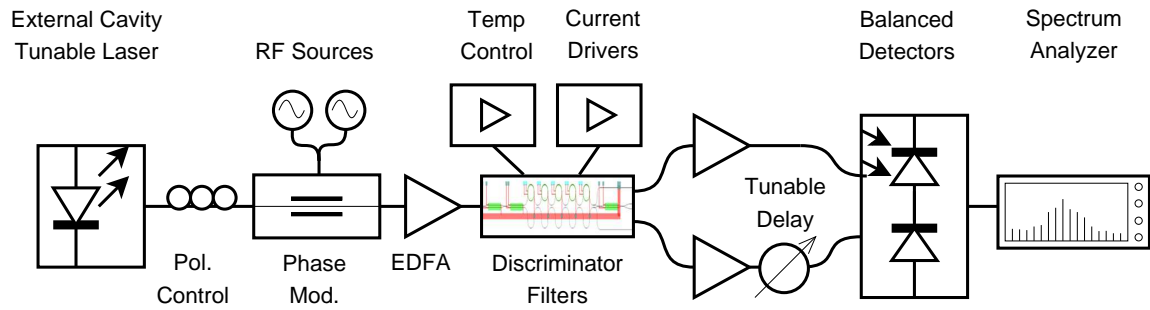 External Cavity
Tunable Laser
RF Sources
Temp
Control
Current
Drivers
Balanced
Detectors
Spectrum
Analyzer
Tunable
Delay
Pol.
Control
Phase
Mod.
EDFA
Discriminator
Filters